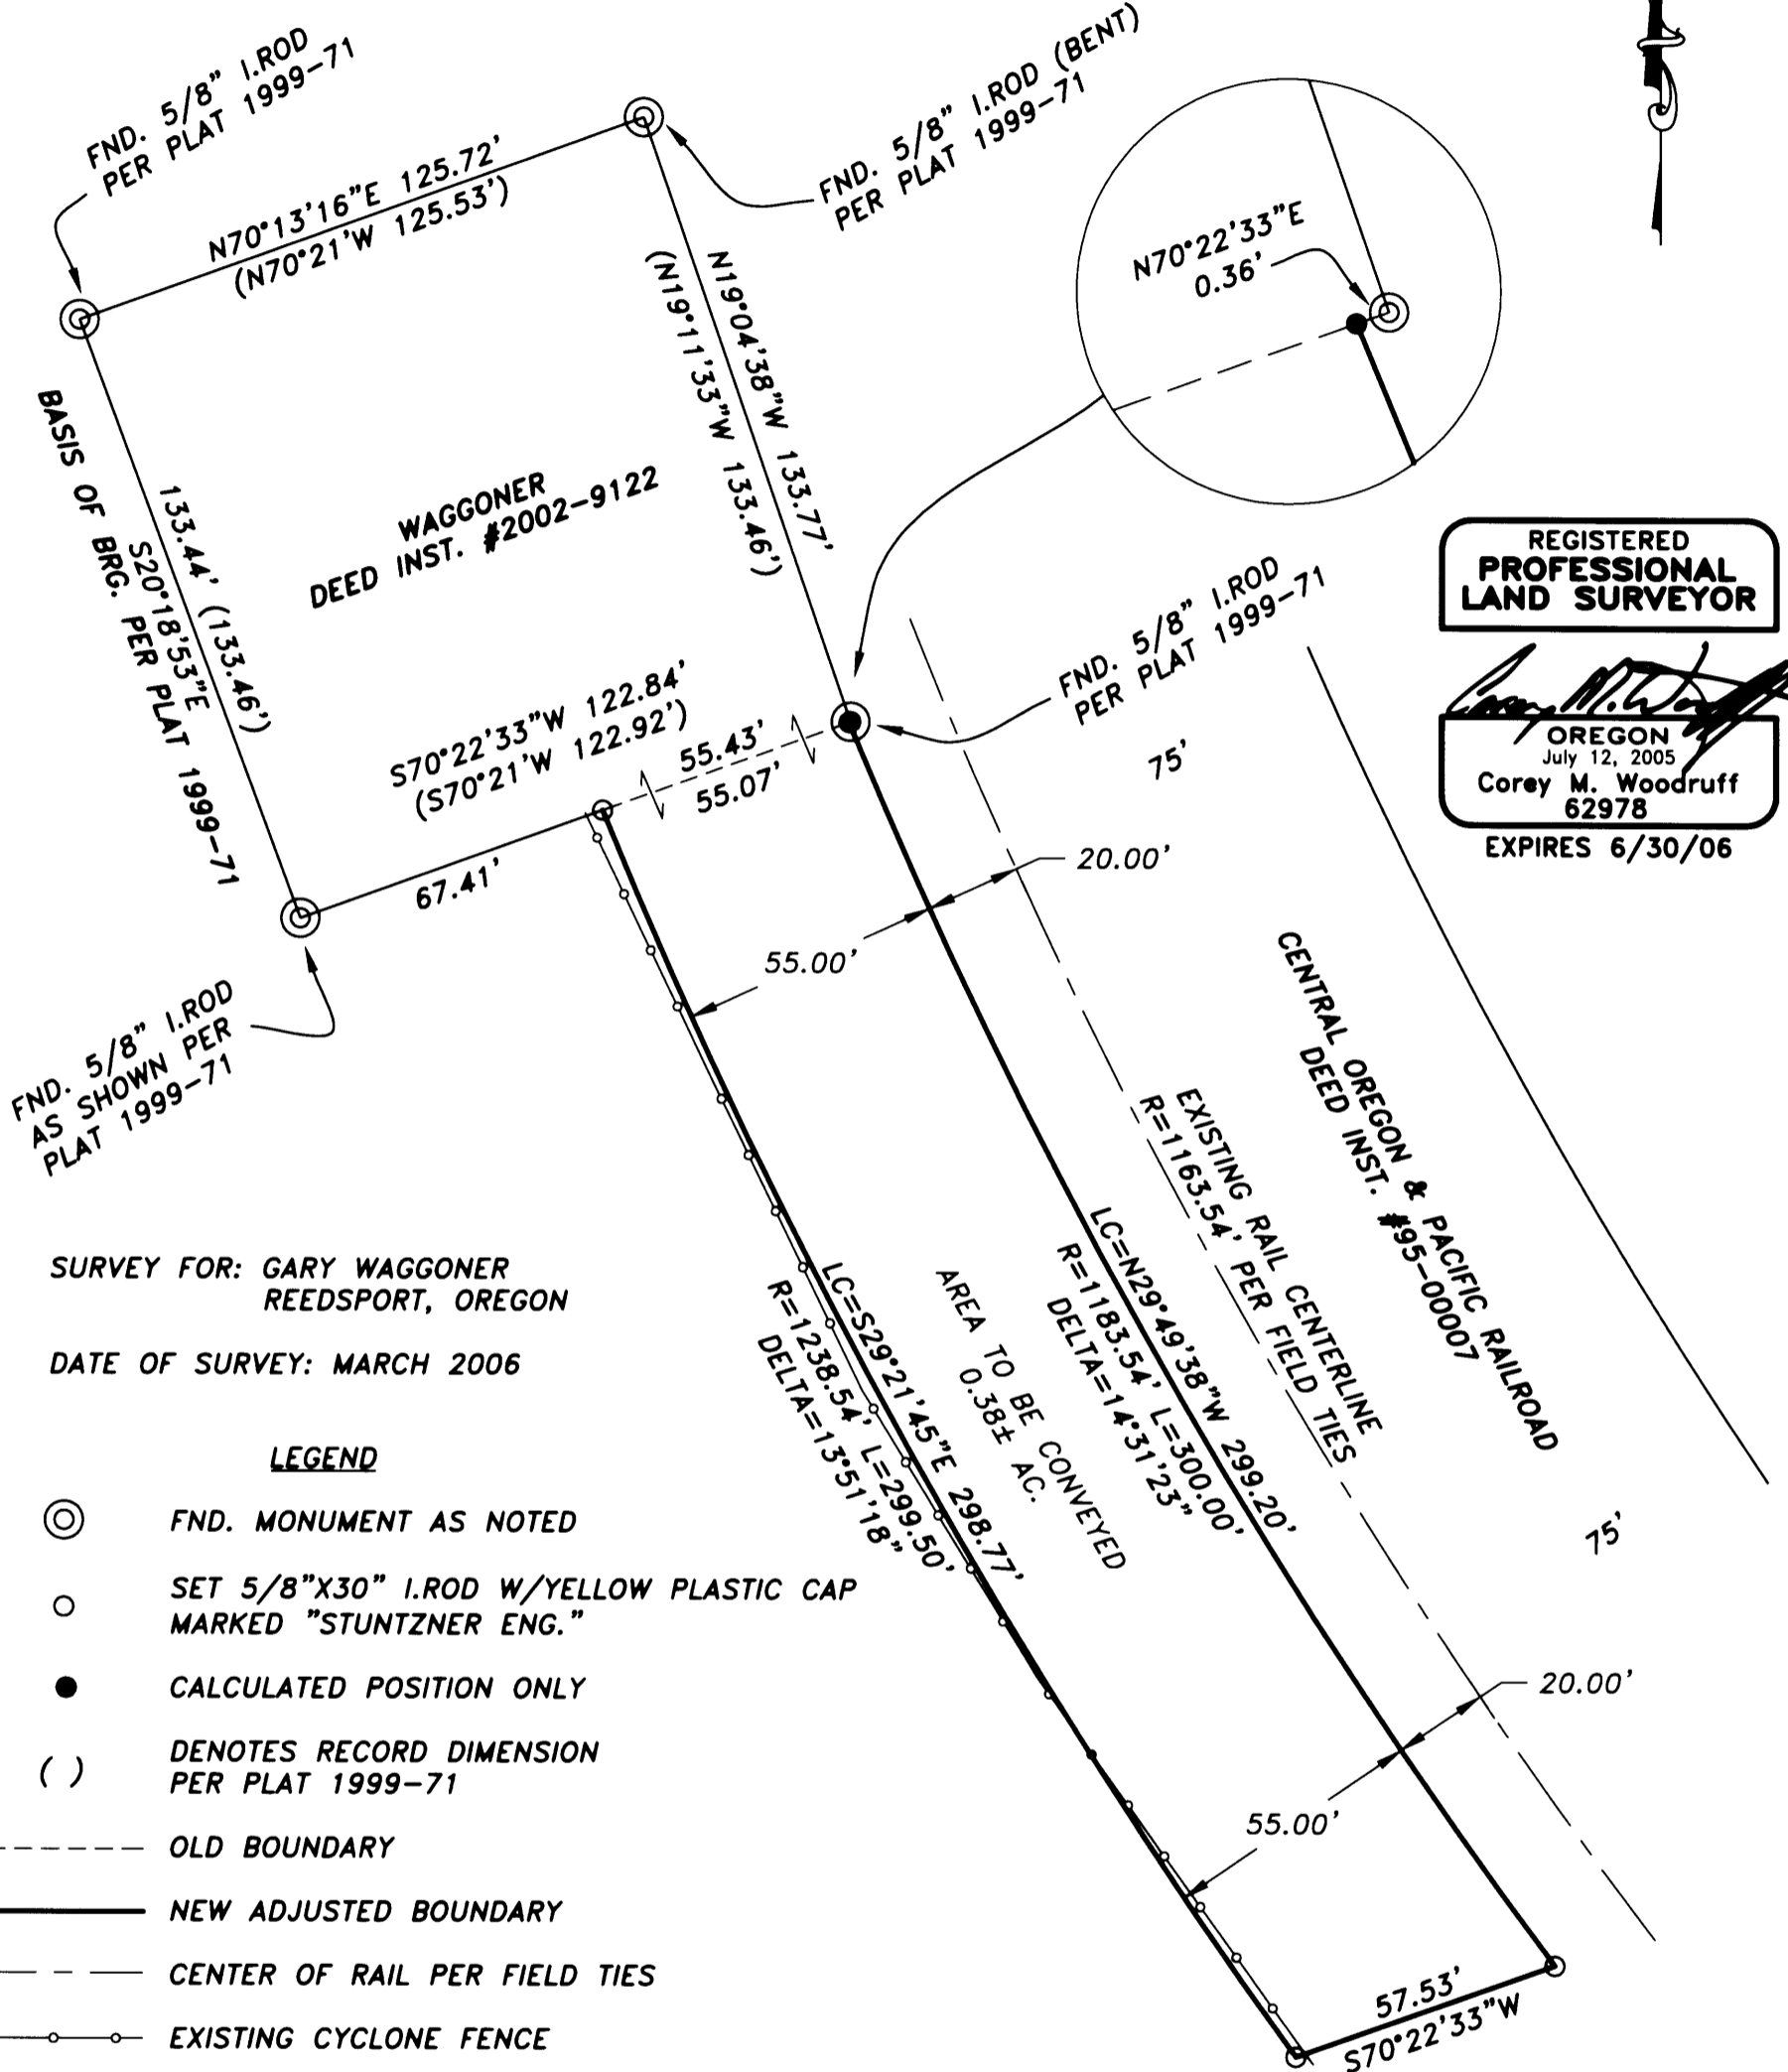 FND. 5/8" I.ROD
PER PLAT 1999-71
FND. 5/8" I.ROD (BENT)
PER PLAT 1999-71
N70°13'16"E 125.72'
(N70°21'W 125.53')
N19°04'38"W 133.77'
(N19°11'33"W 133.46')
N70°22'33"E
0.36'
133.44' (133.46')
S20°18'53"E
BASIS OF BRG. PER PLAT 1999-71
WAGGONER
DEED INST. #2002-9122
REGISTERED
PROFESSIONAL
LAND SURVEYOR
OREGON
July 12, 2005
Corey M. Woodruff
62978
EXPIRES 6/30/06
FND. 5/8" I.ROD
PER PLAT 1999-71
S70°22'33"W 122.84'
(S70°21'W 122.92')
55.43'
55.07'
67.41'
75'
20.00'
55.00'
FND. 5/8" I.ROD
AS SHOWN PER
PLAT 1999-71
CENTRAL OREGON & PACIFIC RAILROAD
DEED INST. #95-00007
EXISTING RAIL CENTERLINE
R=1163.54' PER FIELD TIES
LC=N29°49'38"W 299.20'
R=1183.54' L=300.00'
DELTA=14°31'23"
AREA TO BE CONVEYED
0.38± AC.
LC=S29°21'45"E 298.77'
R=1238.54' L=299.50'
DELTA=13°51'18"
75'
20.00'
55.00'
57.53'
S70°22'33"W
SURVEY FOR: GARY WAGGONER
REEDSPORT, OREGON
DATE OF SURVEY: MARCH 2006
LEGEND
FND. MONUMENT AS NOTED
SET 5/8"X30" I.ROD W/YELLOW PLASTIC CAP
MARKED "STUNTZNER ENG."
CALCULATED POSITION ONLY
( ) DENOTES RECORD DIMENSION
PER PLAT 1999-71
OLD BOUNDARY
NEW ADJUSTED BOUNDARY
CENTER OF RAIL PER FIELD TIES
EXISTING CYCLONE FENCE